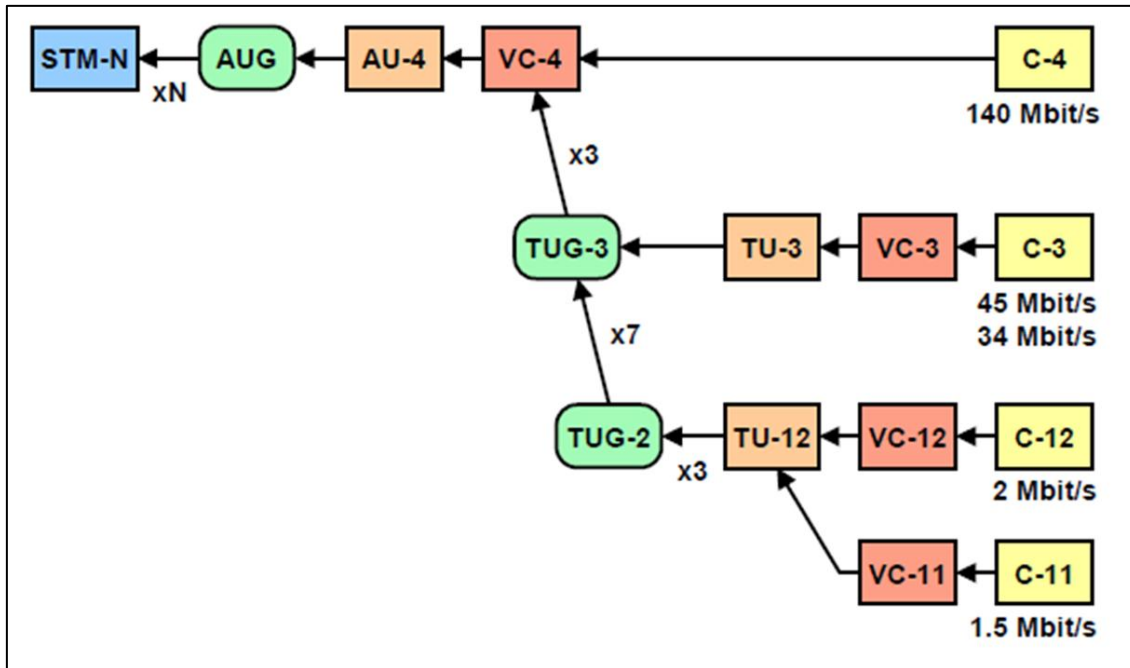 STM-N
AUG
AU-4
VC-4
C-4
xN
140 Mbit/s
x3
TUG-3
TU-3
VC-3
C-3
45 Mbit/s
34 Mbit/s
x7
TUG-2
TU-12
VC-12
C-12
x3
2 Mbit/s
VC-11
C-11
1.5 Mbit/s